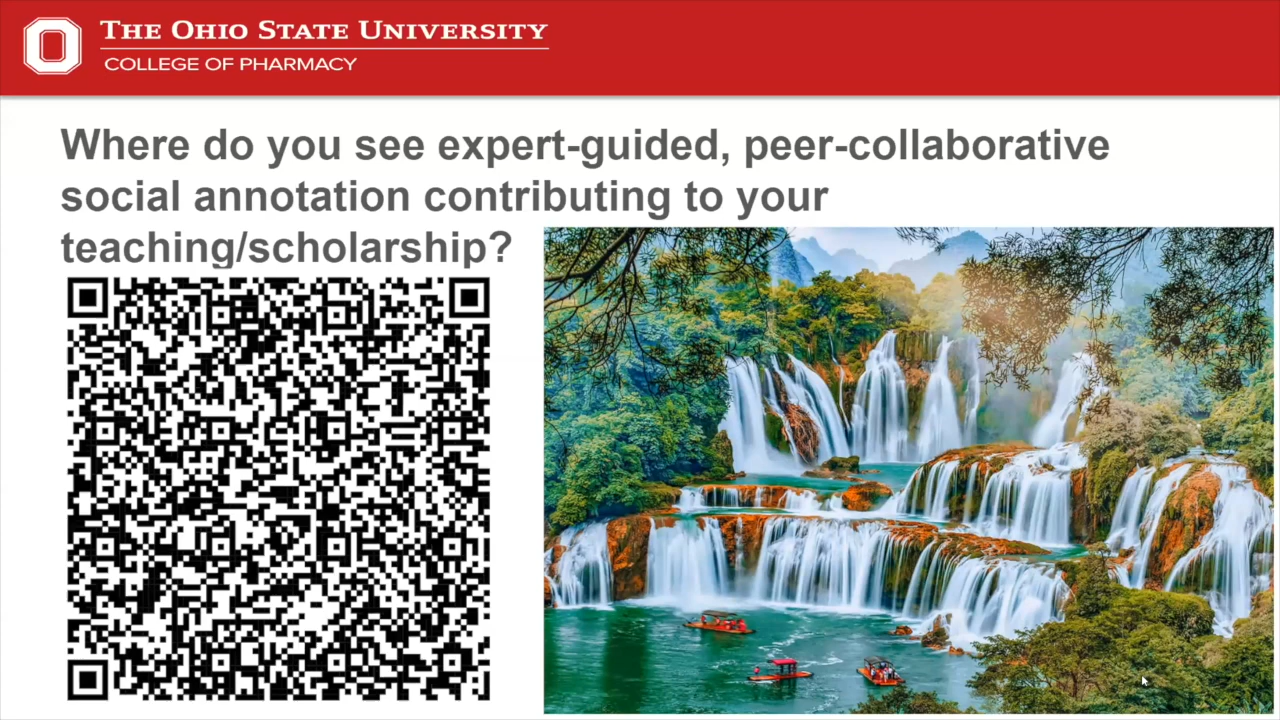 THE OHIO STATE UNIVERSITY
COLLEGE OF PHARMACY
Where do you see expert-guided, peer-collaborative
social annotation contributing to your
teaching/scholarship?